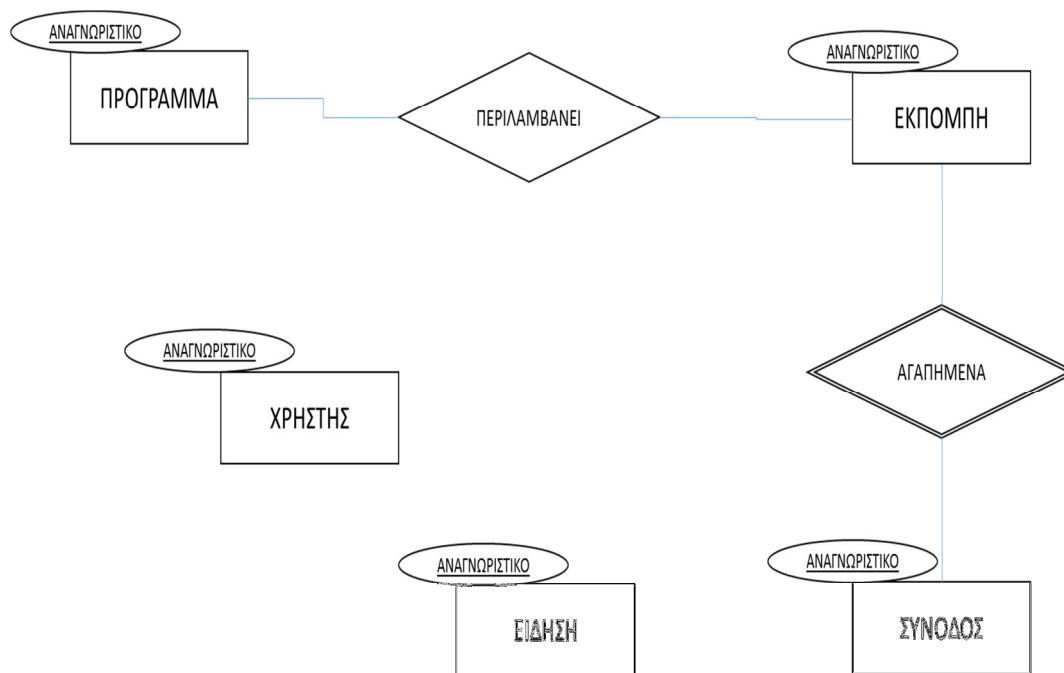 ΑΝΑΓΝΩΡΙΣΤΙΚΟ
ΑΝΑΓΝΩΡΙΣΤΙΚΟ
ΠΡΟΓΡΑΜΜΑ
ΠΕΡΙΛΑΜΒΑΝΕΙ
ΕΚΠΟΜΠΗ
ΑΝΑΓΝΩΡΙΣΤΙΚΟ
ΑΓΑΠΗΜΕΝΑ
ΧΡΗΣΤΗΣ
ΑΝΑΓΝΩΡΙΣΤΙΚΟ
ΑΝΑΓΝΩΡΙΣΤΙΚΟ
ΕΙΔΗΣΗ
ΣΥΝΟΔΟΣ